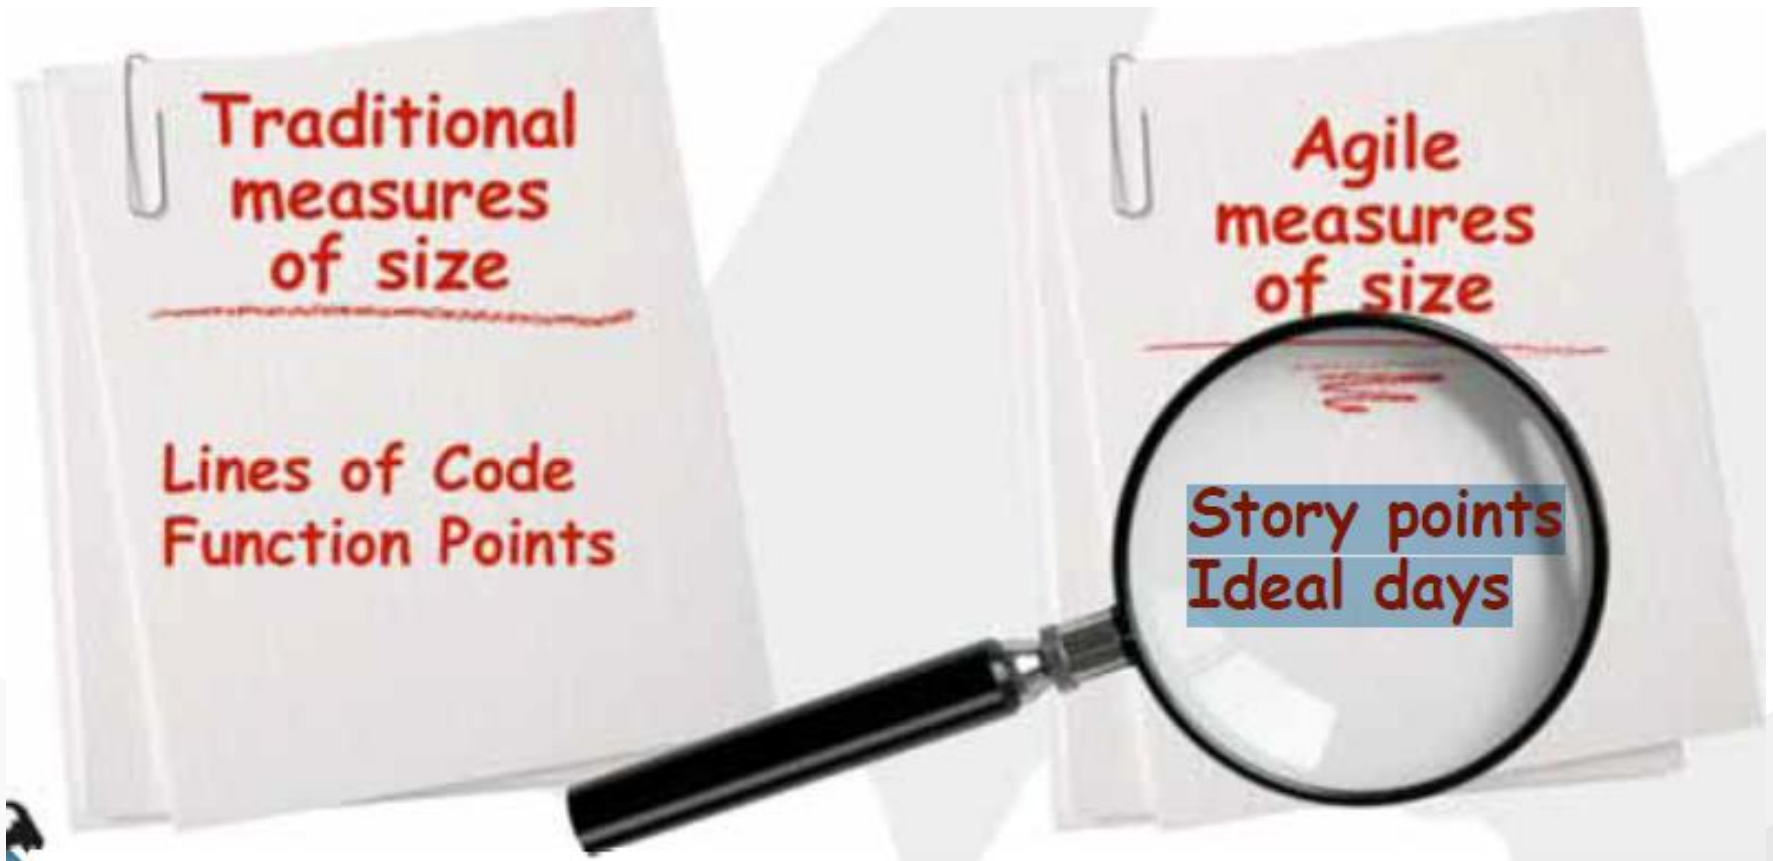 Traditional
measures
of size
Lines of Code
Function Points
Agile
measures
of size
Story points
Ideal days